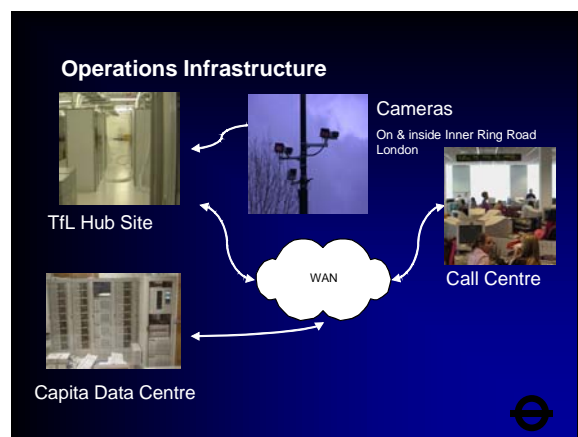 Operations Infrastructure
Cameras
On & inside Inner Ring Road
London
TfL Hub Site
WAN
Call Centre
Capita Data Centre